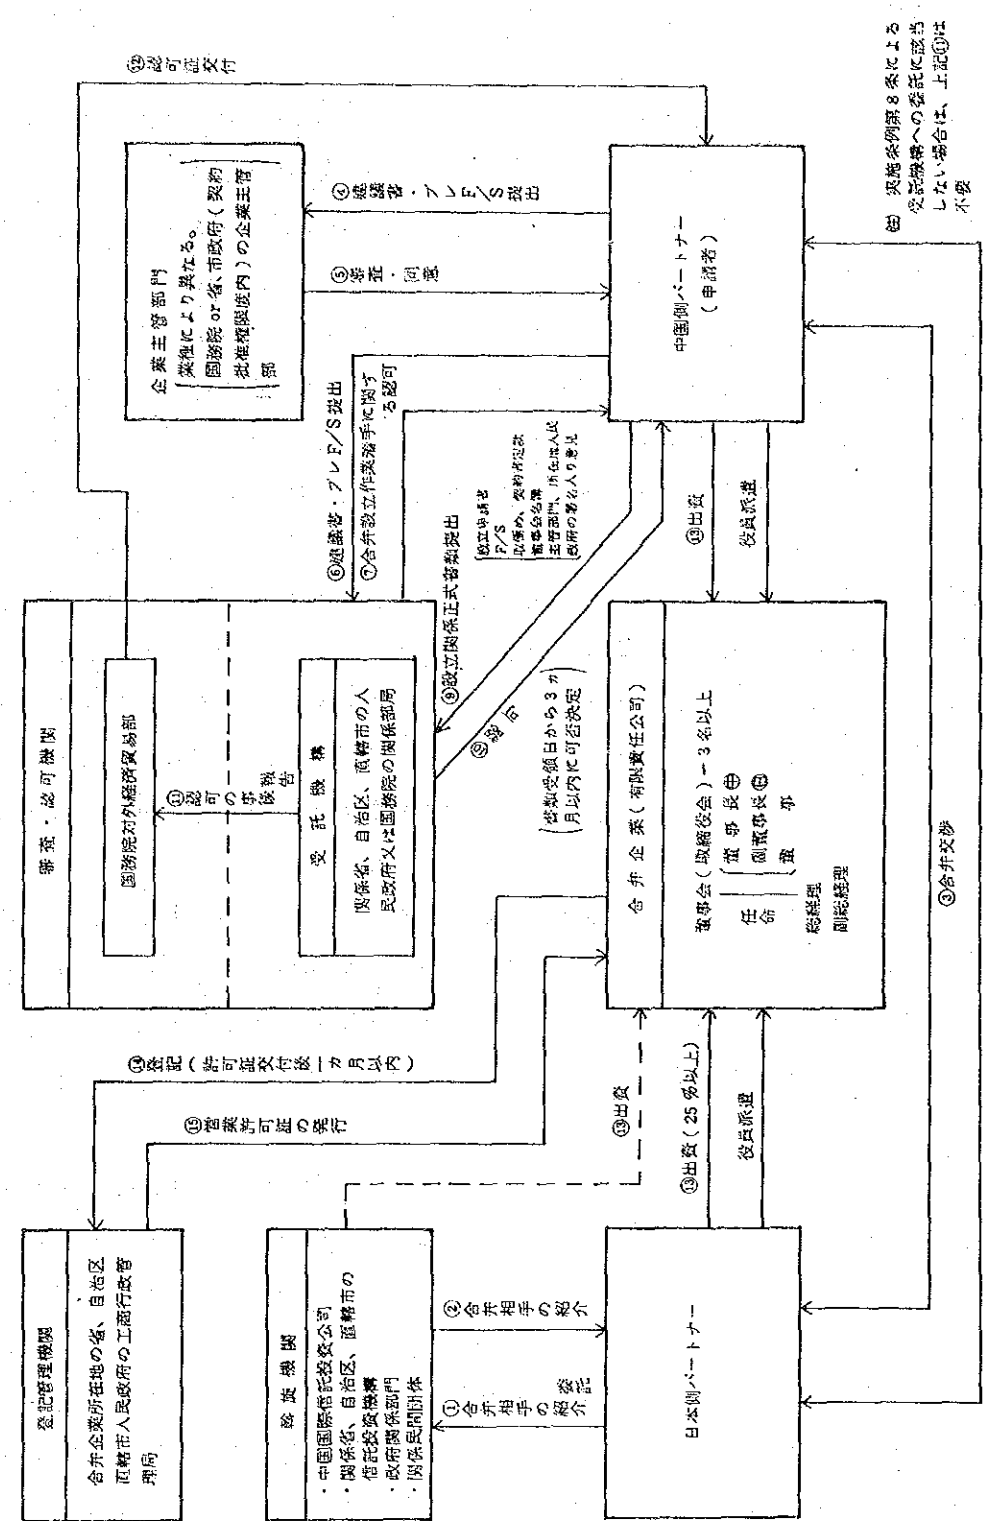 登記管理機関
合弁企業所在地の省、自治区
直轄市人民政府の工商行政管
理局
斡旋機関
・中国国際信託投資公司
・関係省、自治区、直轄市の
信託投資機構
・政府関係部門
・関係民間団体
①合弁相手の紹介
委託
②合弁相手の紹介
日本側パートナー
⑭登記(許可証交付後一カ月以内)
⑮営業許可証の発行
⑬出資
⑬出資(25%以上)
役員派遣
審査・認可機関
国務院対外経済貿易部
⑪認可の事後報告
受託機構
関係省、自治区、直轄市の人
民政府又は国務院の関係部局
合弁企業(有限責任公司)
董事会(取締役会)-3名以上
任命
董事長㊥
副董事長㊐
董事
総経理
副総経理
⑫認可証交付
企業主管部門
業種により異なる。
国務院or省、市政府(契約
批准権限度内)の企業主管
部
④建議書・プレF/S提出
⑤審査・同意
⑥建議書・プレF/S提出
⑦合弁設立作業着手に関す
る認可
⑨設立関係正式書類提出
設立申請書
F/S
取極め、契約書定款
董事会名簿
主管部門、所在地人民
政府の署名入り意見
⑩認可
(書類受領日から3カ
月以内に可否決定)
中国側パートナー
(申請者)
⑬出資
役員派遣
③合弁交渉
㊟ 実施条例第8条による
受託機構への委託に該当
しない場合は、上記⑪は
不要